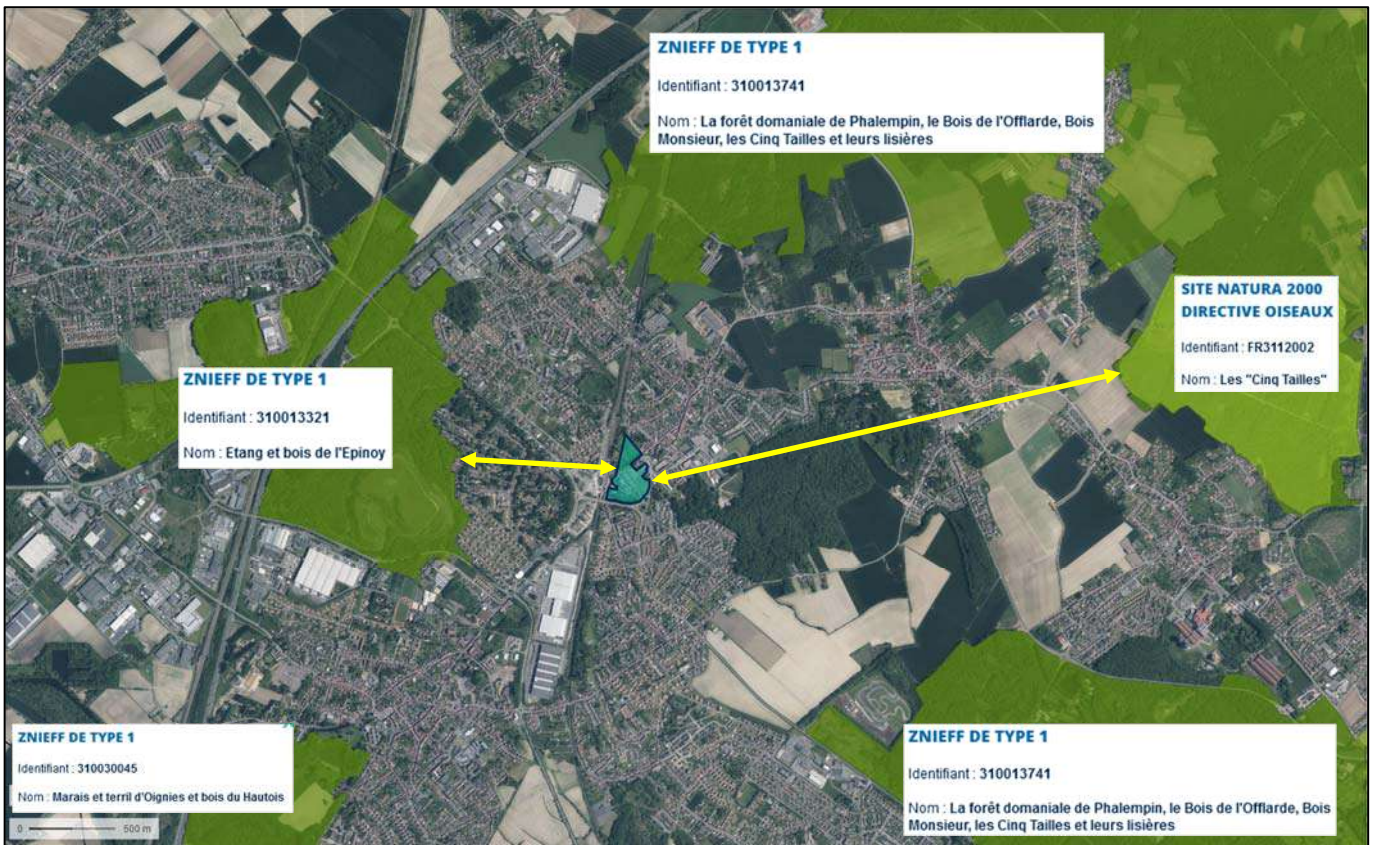 ZNIEFF DE TYPE 1
Identifiant : 310013741
Nom : La forêt domaniale de Phalempin, le Bois de l'Offlarde, Bois
Monsieur, les Cinq Tailles et leurs lisières
SITE NATURA 2000
DIRECTIVE OISEAUX
Identifiant : FR3112002
Nom : Les "Cinq Tailles"
ZNIEFF DE TYPE 1
Identifiant : 310013321
Nom : Etang et bois de l'Epinoy
ZNIEFF DE TYPE 1
Identifiant : 310030045
Nom : Marais et terril d'Oignies et bois du Hautois
0 500 m
ZNIEFF DE TYPE 1
Identifiant : 310013741
Nom : La forêt domaniale de Phalempin, le Bois de l'Offlarde, Bois
Monsieur, les Cinq Tailles et leurs lisières